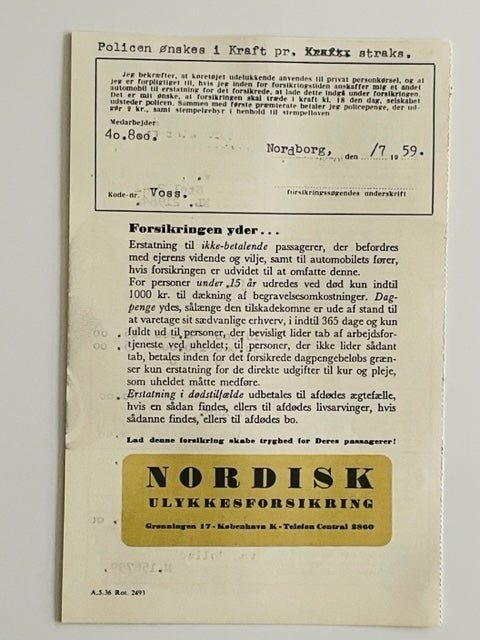 Policen ønskes i Kraft pr. straks.
Jeg bekræfter, at køretøjet udelukkende anvendes til privat personkørsel, og at
jeg er forpligtiget til, hvis jeg inden for forsikringstiden anskaffer mig et andet
automobil til erstatning for det forsikrede, at lade dette indgå under forsikringen.
Det er mit ønske, at forsikringen skal træde i kraft kl. 18 den dag, selskabet
udsteder policen. Sammen med første præmierate betaler jeg policepenge, der ud-
gør 2 kr., samt stempelgebyr i henhold til stempelloven
Medarbejder:
40.800.
Nordborg, den /7 1959.
Kode-nr. Voss.
forsikringssøgendes underskrift
Forsikringen yder...
Erstatning til ikke-betalende passagerer, der befordres
med ejerens vidende og vilje, samt til automobilets fører,
hvis forsikringen er udvidet til at omfatte denne.
For personer under 15 år udredes ved død kun indtil
1000 kr. til dækning af begravelsesomkostninger. Dag-
penge ydes, sålænge den tilskadekomne er ude af stand til
at varetage sit sædvanlige erhverv, i indtil 365 dage og kun
fuldt ud til personer, der bevisligt lider tab af arbejdsfor-
tjeneste ved uheldet; til personer, der ikke lider sådant
tab, betales inden for det forsikrede dagpengebeløbs græn-
ser kun erstatning for de direkte udgifter til kur og pleje,
som uheldet måtte medføre.
Erstatning i dødstilfælde udbetales til afdødes ægtefælle,
hvis en sådan findes, ellers til afdødes livsarvinger, hvis
sådanne findes, ellers til afdødes bo.
Lad denne forsikring skabe tryghed for Deres passagerer!
NORDISK
ULYKKESFORSIKRING
Grønningen 17 - København K - Telefon Central 2860
A.5.36 Rot. 2493